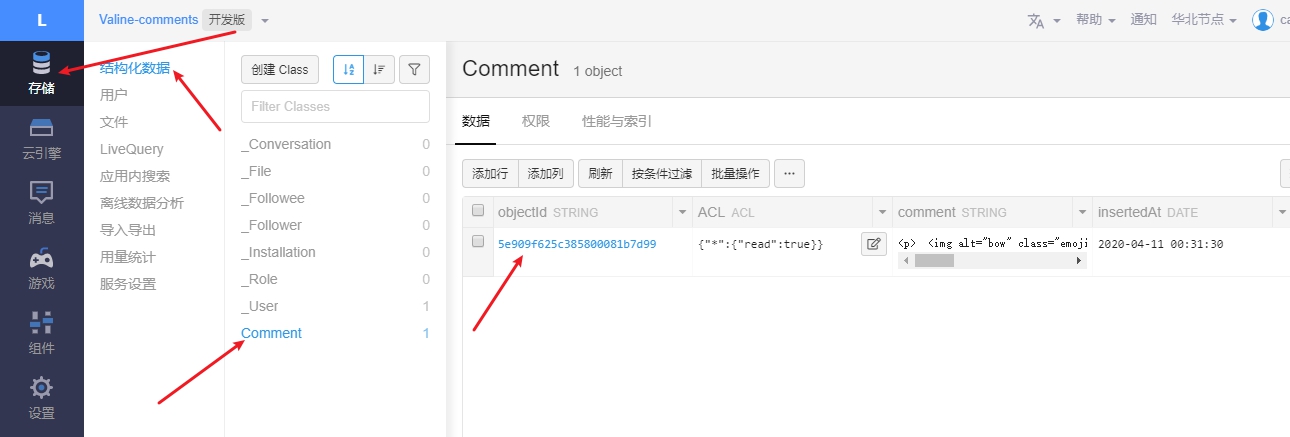 L
Valine-comments 开发版
帮助 通知 华北节点 ca
存储
云引擎
消息
游戏
组件
设置
结构化数据
用户
文件
LiveQuery
应用内搜索
离线数据分析
导入导出
用量统计
服务设置
创建 Class
Filter Classes
_Conversation 0
_File 0
_Followee 0
_Follower 0
_Installation 0
_Role 0
_User 1
Comment 1
Comment 1 object
数据 权限 性能与索引
添加行 添加列 刷新 按条件过滤 批量操作 ...
objectId STRING ACL ACL comment STRING insertedAt DATE
5e909f625c385800081b7d99 {"*":{"read":true}} <p> <img alt="bow" class="emoji 2020-04-11 00:31:30